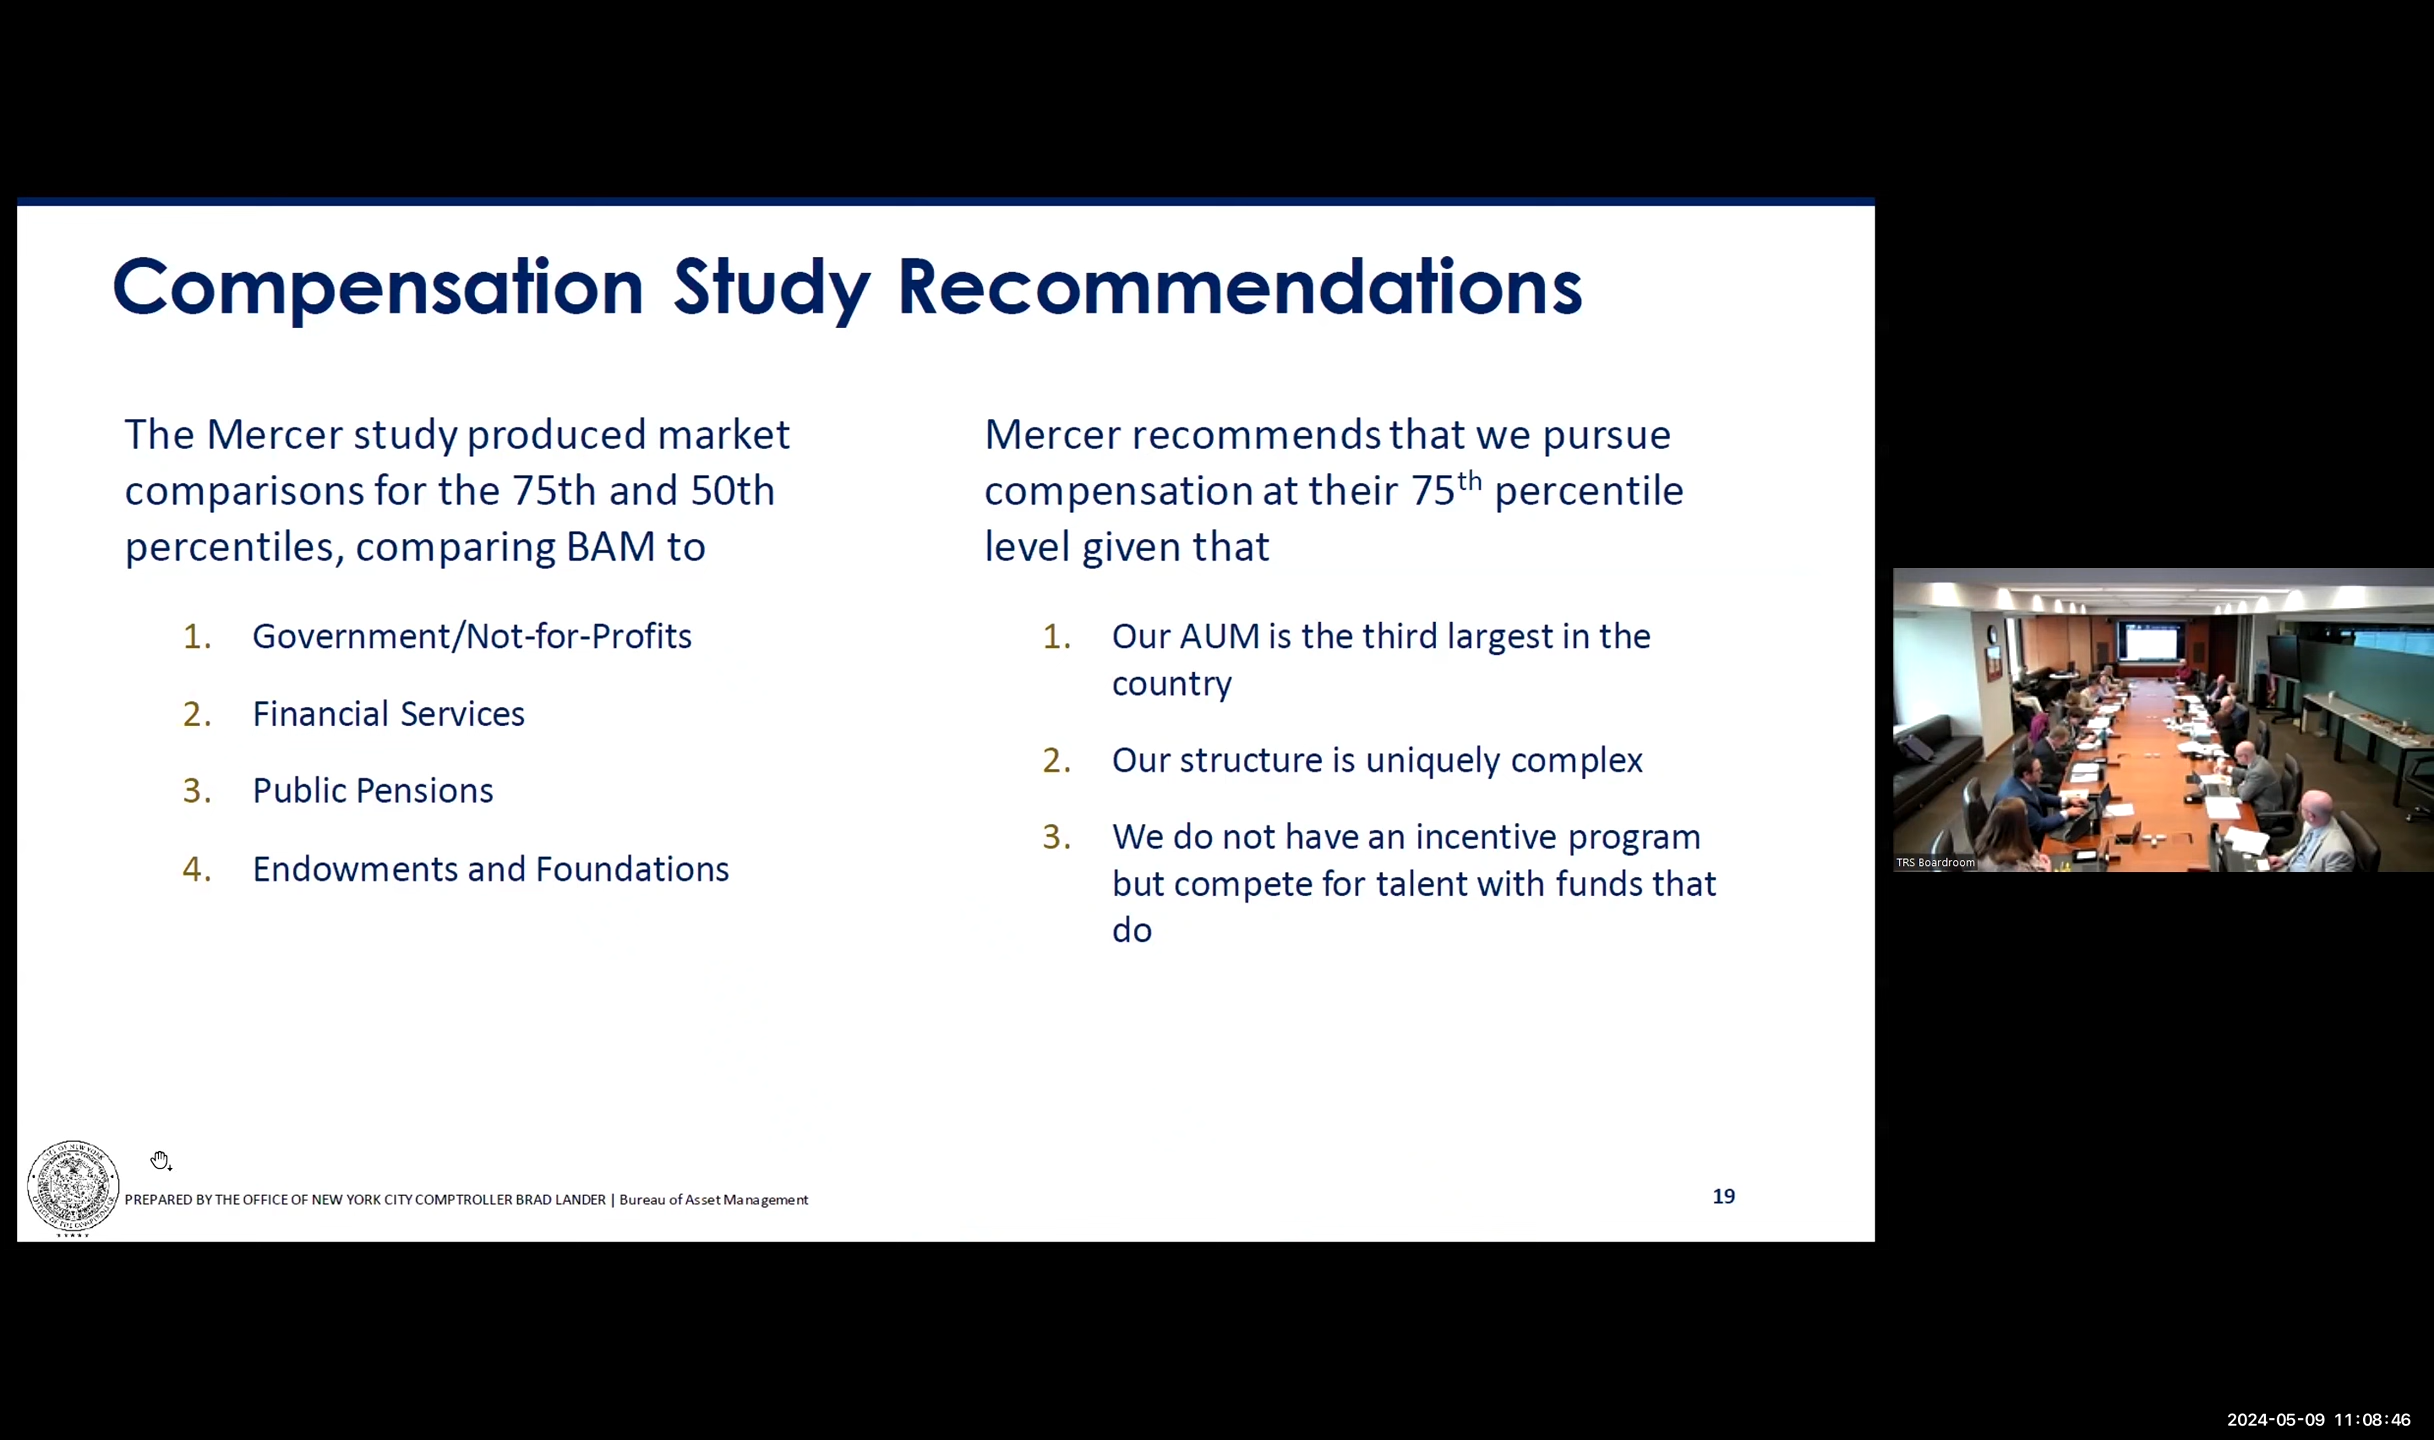 Compensation Study Recommendations
The Mercer study produced market
comparisons for the 75th and 50th
percentiles, comparing BAM to
1. Government/Not-for-Profits
2. Financial Services
3. Public Pensions
4. Endowments and Foundations
Mercer recommends that we pursue
compensation at their 75th percentile
level given that
1. Our AUM is the third largest in the
country
2. Our structure is uniquely complex
3. We do not have an incentive program
but compete for talent with funds that
do
PREPARED BY THE OFFICE OF NEW YORK CITY COMPTROLLER BRAD LANDER | Bureau of Asset Management
19
TRS Boardroom
2024-05-09 11:08:46